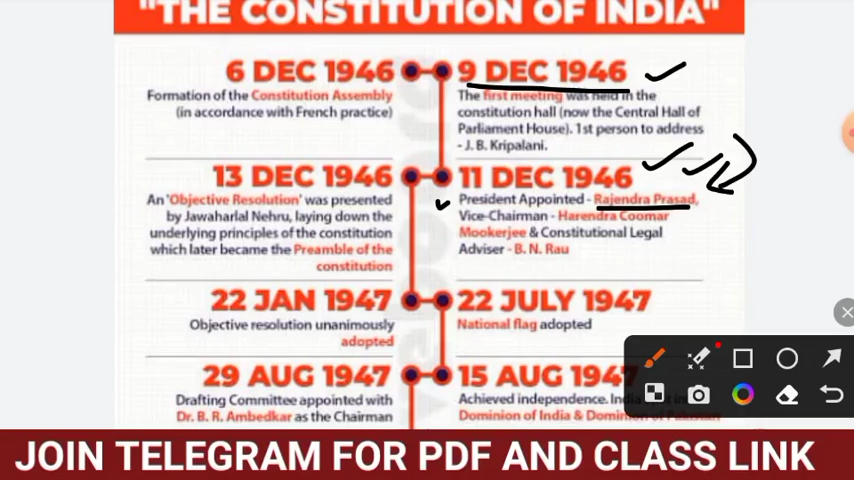 "THE CONSTITUTION OF INDIA"
6 DEC 1946
Formation of the Constitution Assembly
(in accordance with French practice)
9 DEC 1946
The first meeting was held in the
constitution hall (now the Central Hall of
Parliament House). 1st person to address
- J. B. Kripalani.
13 DEC 1946
An 'Objective Resolution' was presented
by Jawaharlal Nehru, laying down the
underlying principles of the constitution
which later became the Preamble of the
constitution
11 DEC 1946
President Appointed - Rajendra Prasad,
Vice-Chairman - Harendra Coomar
Mookerjee & Constitutional Legal
Adviser - B. N. Rau
22 JAN 1947
Objective resolution unanimously
adopted
22 JULY 1947
National flag adopted
29 AUG 1947
Drafting Committee appointed with
Dr. B. R. Ambedkar as the Chairman
15 AUG 1947
Achieved independence. India
Dominion of India & Dominion of Pakistan
JOIN TELEGRAM FOR PDF AND CLASS LINK